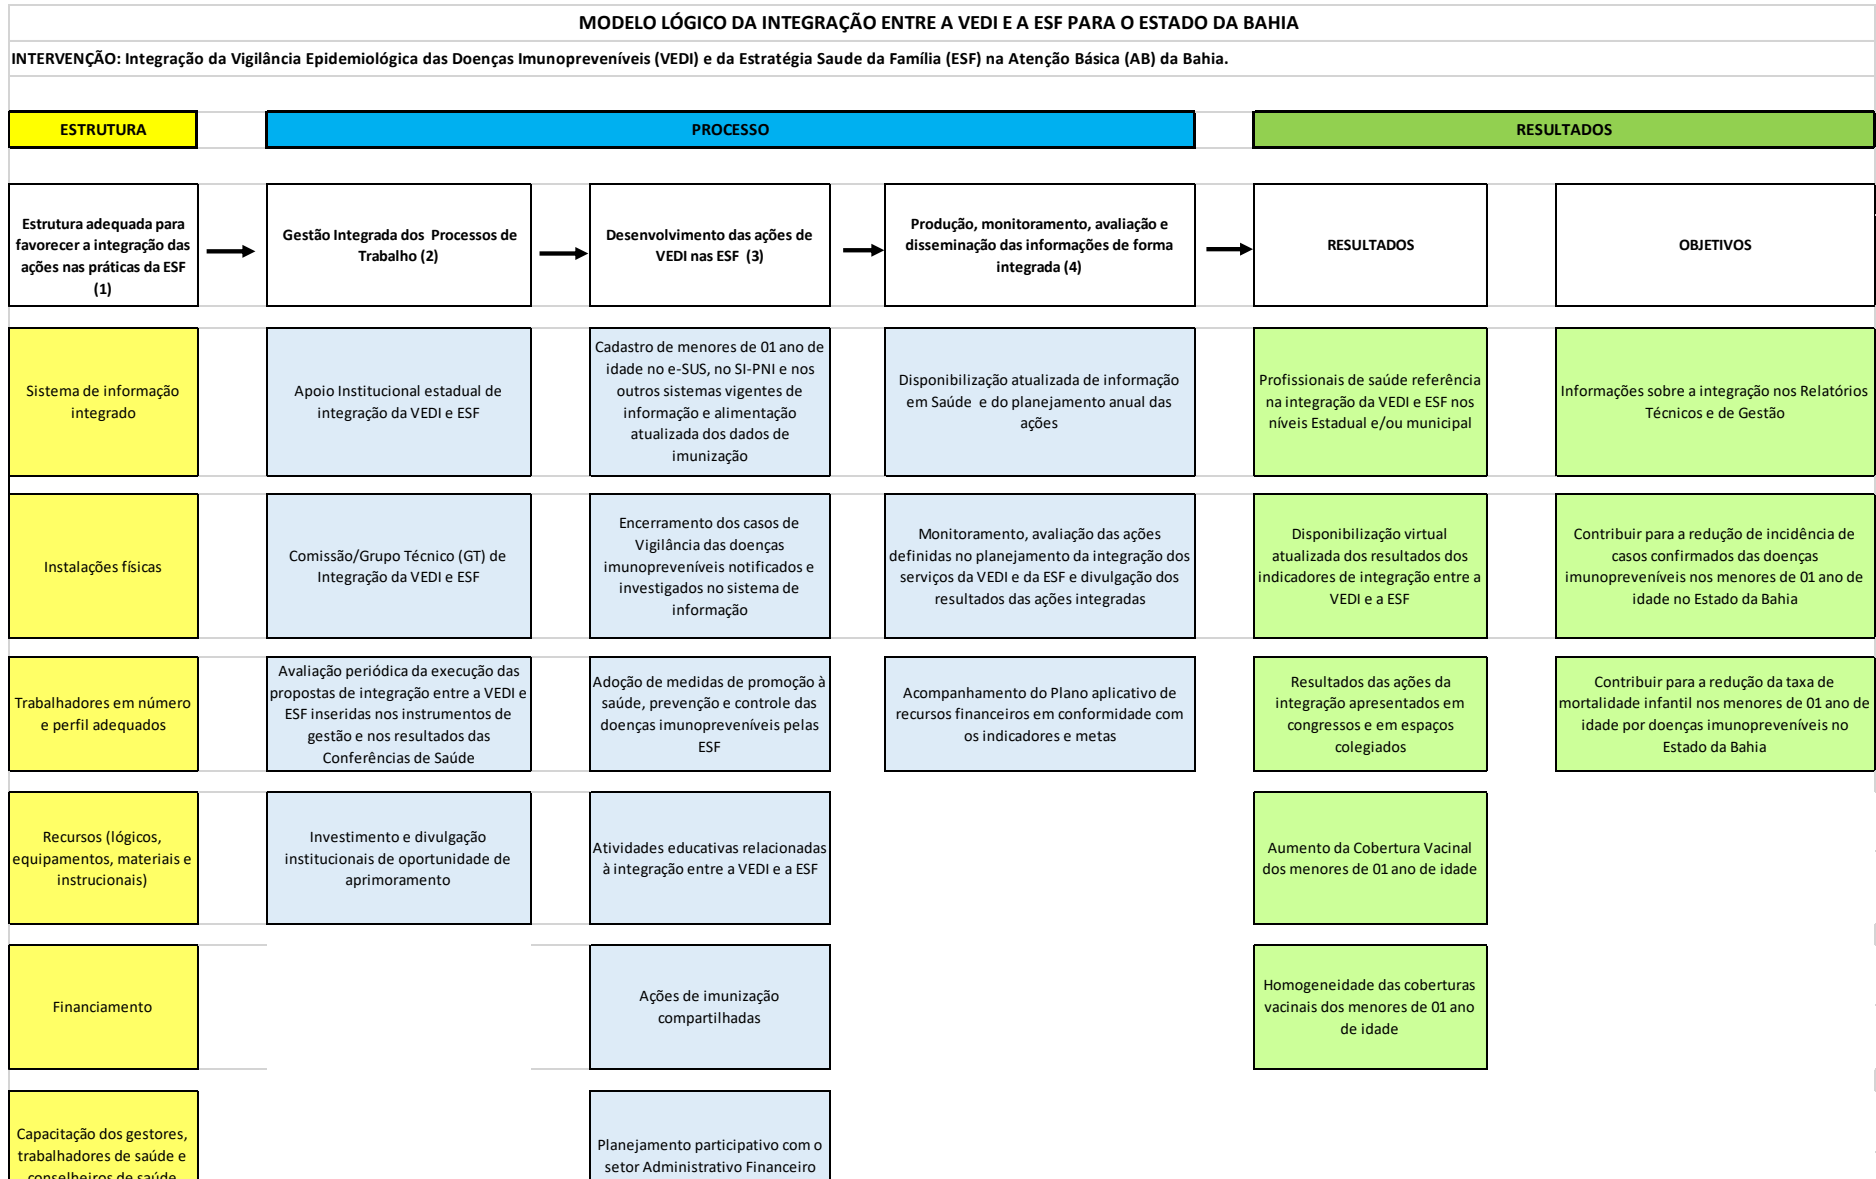 MODELO LÓGICO DA INTEGRAÇÃO ENTRE A VEDI E A ESF PARA O ESTADO DA BAHIA
INTERVENÇÃO: Integração da Vigilância Epidemiológica das Doenças Imunopreveníveis (VEDI) e da Estratégia Saude da Família (ESF) na Atenção Básica (AB) da Bahia.
ESTRUTURA
PROCESSO
RESULTADOS
Estrutura adequada para
favorecer a integração das
ações nas práticas da ESF
(1)
Gestão Integrada dos Processos de
Trabalho (2)
Desenvolvimento das ações de
VEDI nas ESF (3)
Produção, monitoramento, avaliação e
disseminação das informações de forma
integrada (4)
RESULTADOS
OBJETIVOS
Sistema de informação
integrado
Apoio Institucional estadual de
integração da VEDI e ESF
Cadastro de menores de 01 ano de
idade no e-SUS, no SI-PNI e nos
outros sistemas vigentes de
informação e alimentação
atualizada dos dados de
imunização
Disponibilização atualizada de informação
em Saúde e do planejamento anual das
ações
Profissionais de saúde referência
na integração da VEDI e ESF nos
níveis Estadual e/ou municipal
Informações sobre a integração nos Relatórios
Técnicos e de Gestão
Instalações físicas
Comissão/Grupo Técnico (GT) de
Integração da VEDI e ESF
Encerramento dos casos de
Vigilância das doenças
imunopreveníveis notificados e
investigados no sistema de
informação
Monitoramento, avaliação das ações
definidas no planejamento da integração dos
serviços da VEDI e da ESF e divulgação dos
resultados das ações integradas
Disponibilização virtual
atualizada dos resultados dos
indicadores de integração entre a
VEDI e a ESF
Contribuir para a redução de incidência de
casos confirmados das doenças
imunopreveníveis nos menores de 01 ano de
idade no Estado da Bahia
Trabalhadores em número
e perfil adequados
Avaliação periódica da execução das
propostas de integração entre a VEDI e
ESF inseridas nos instrumentos de
gestão e nos resultados das
Conferências de Saúde
Adoção de medidas de promoção à
saúde, prevenção e controle das
doenças imunopreveníveis pelas
ESF
Acompanhamento do Plano aplicativo de
recursos financeiros em conformidade com
os indicadores e metas
Resultados das ações da
integração apresentados em
congressos e em espaços
colegiados
Contribuir para a redução da taxa de
mortalidade infantil nos menores de 01 ano de
idade por doenças imunopreveníveis no
Estado da Bahia
Recursos (lógicos,
equipamentos, materiais e
instrucionais)
Investimento e divulgação
institucionais de oportunidade de
aprimoramento
Atividades educativas relacionadas
à integração entre a VEDI e a ESF
Aumento da Cobertura Vacinal
dos menores de 01 ano de idade
Financiamento
Ações de imunização
compartilhadas
Homogeneidade das coberturas
vacinais dos menores de 01 ano
de idade
Capacitação dos gestores,
trabalhadores de saúde e
conselheiros de saúde
Planejamento participativo com o
setor Administrativo Financeiro